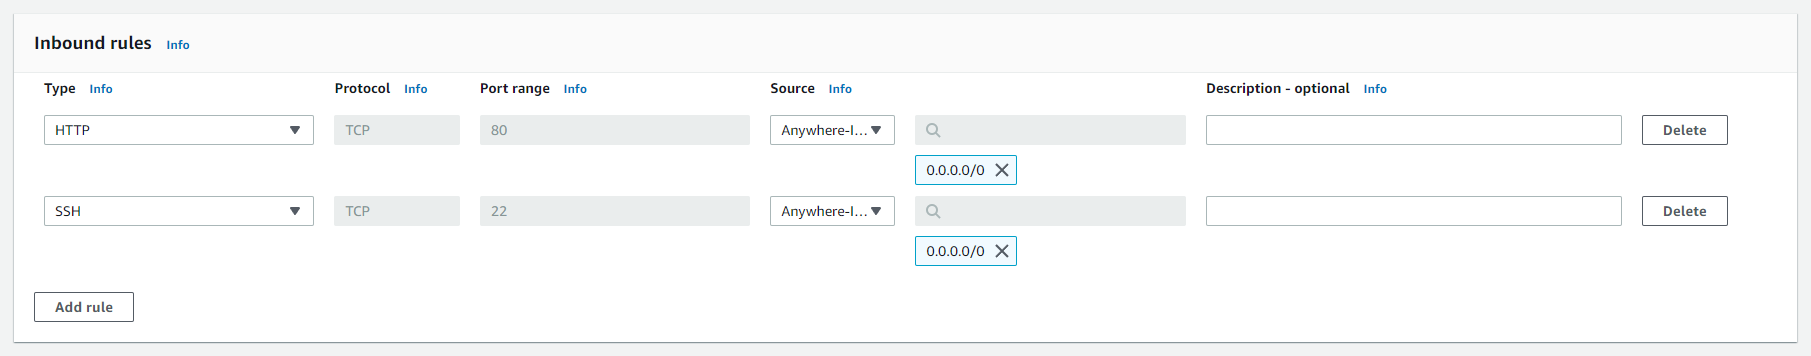 Inbound rules Info
Type Info Protocol Info Port range Info Source Info Description - optional Info
HTTP TCP 80 Anywhere-I... Delete
0.0.0.0/0
SSH TCP 22 Anywhere-I... Delete
0.0.0.0/0
Add rule